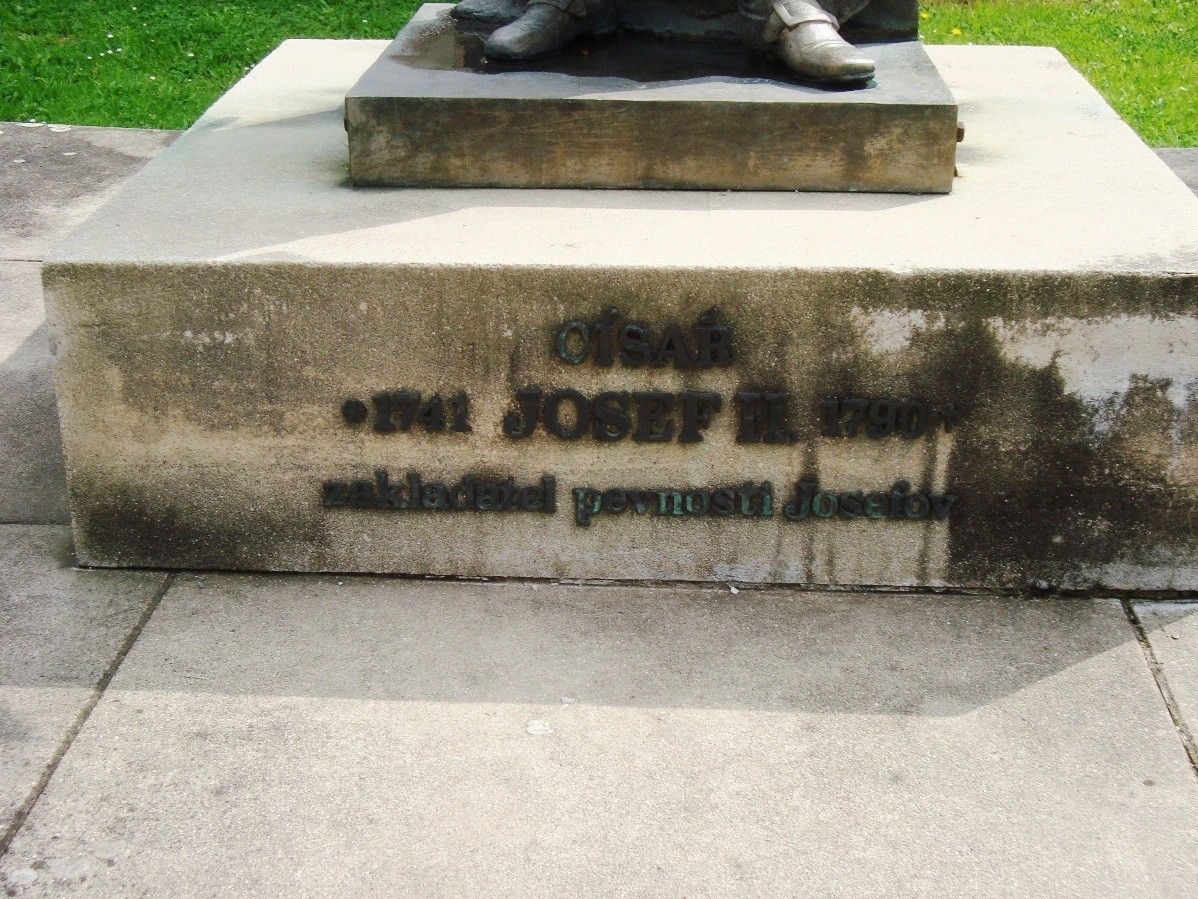 CÍSAŘ
*1741 JOSEF II. 1790†
zakladatel pevnosti Josefov